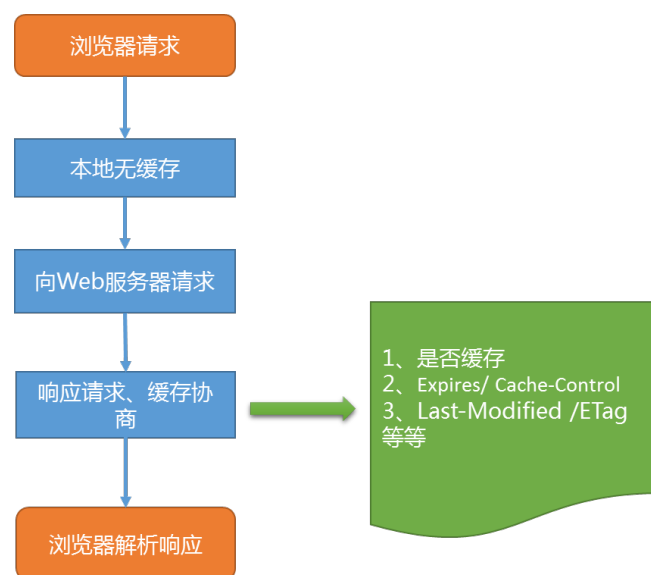 浏览器请求
本地无缓存
向Web服务器请求
响应请求、缓存协
商
1、是否缓存
2、Expires/ Cache-Control
3、Last-Modified /ETag
等等
浏览器解析响应